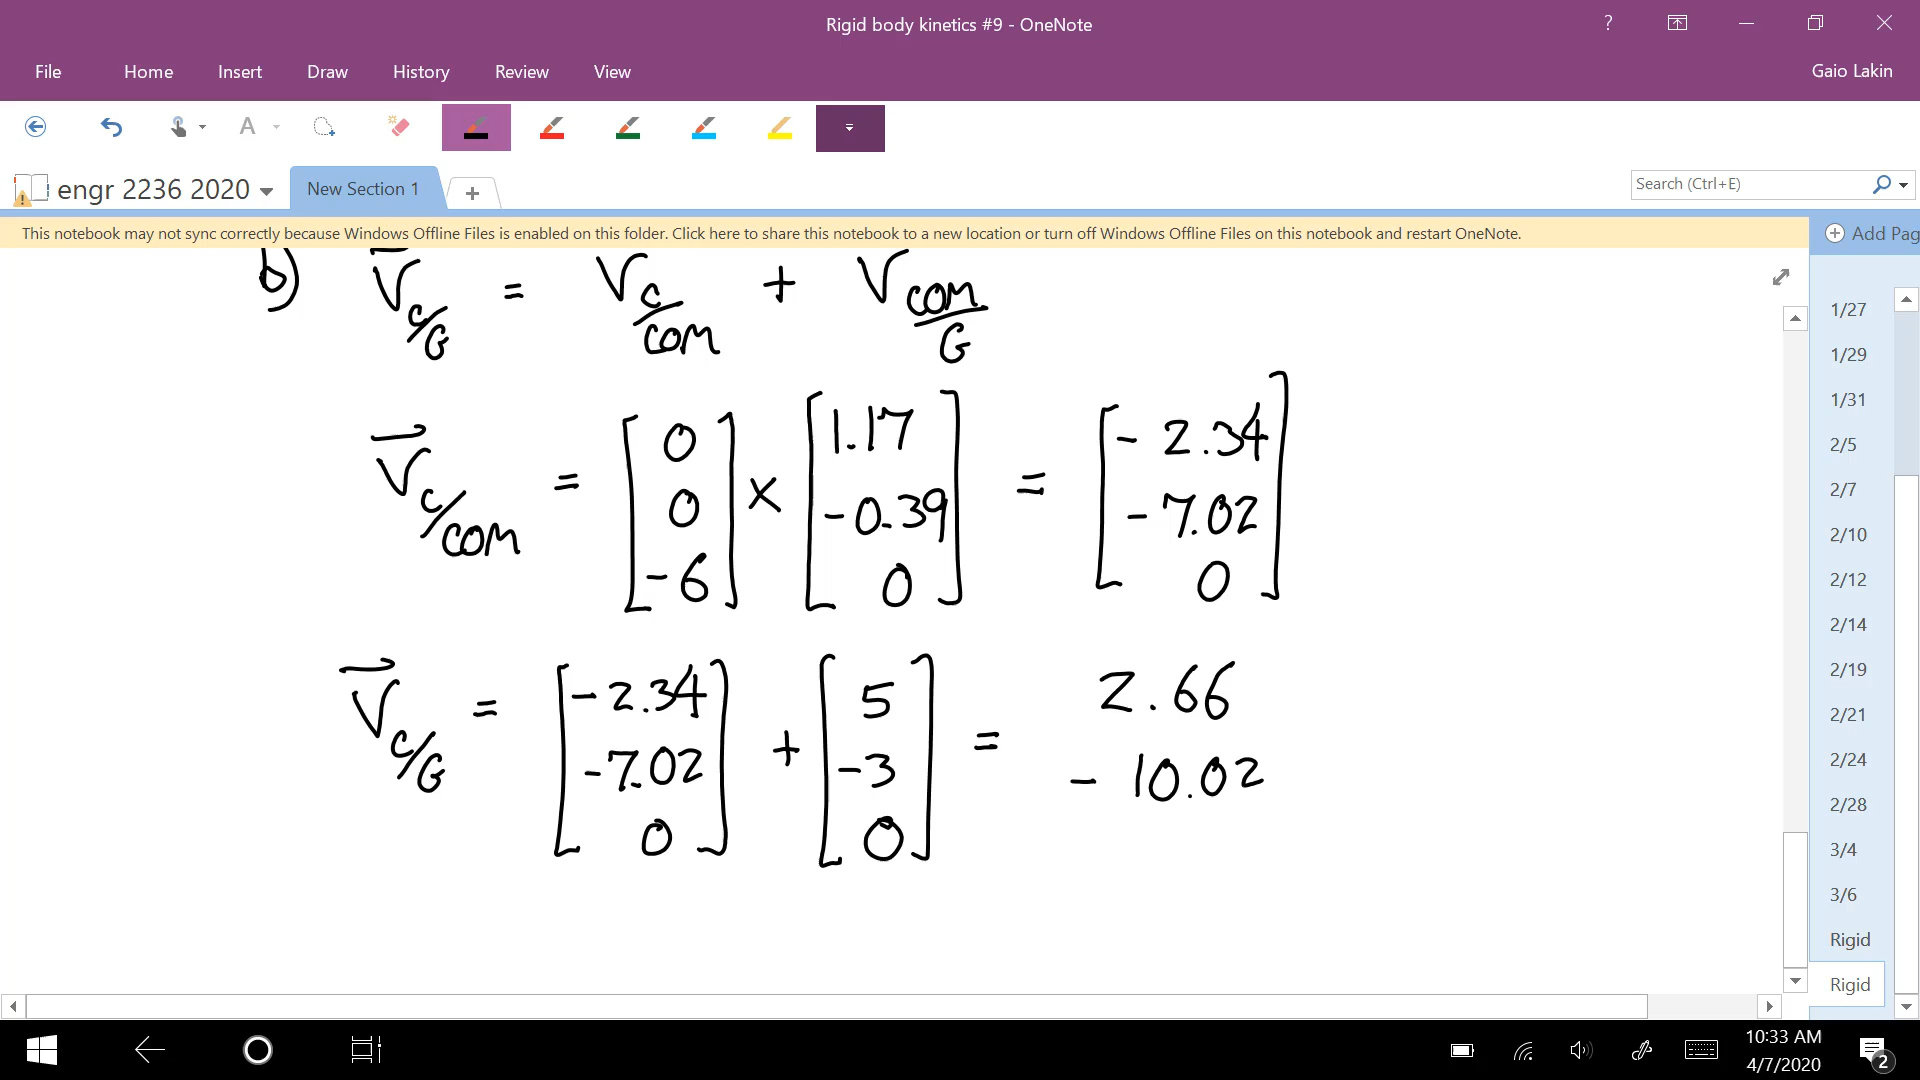 Rigid body kinetics #9 - OneNote
?
File Home Insert Draw History Review View
Gaio Lakin
A
engr 2236 2020
New Section 1
+
Search (Ctrl+E)
This notebook may not sync correctly because Windows Offline Files is enabled on this folder. Click here to share this notebook to a new location or turn off Windows Offline Files on this notebook and restart OneNote.
Add Pag
b) V C/G = V C/COM + V COM/G
V C/COM = [0 0 -6] × [1.17 -0.39 0] = [-2.34 -7.02 0]
V C/G = [-2.34 -7.02 0] + [5 -3 0] = 2.66 -10.02
1/27
1/29
1/31
2/5
2/7
2/10
2/12
2/14
2/19
2/21
2/24
2/28
3/4
3/6
Rigid
Rigid
10:33 AM
4/7/2020
2